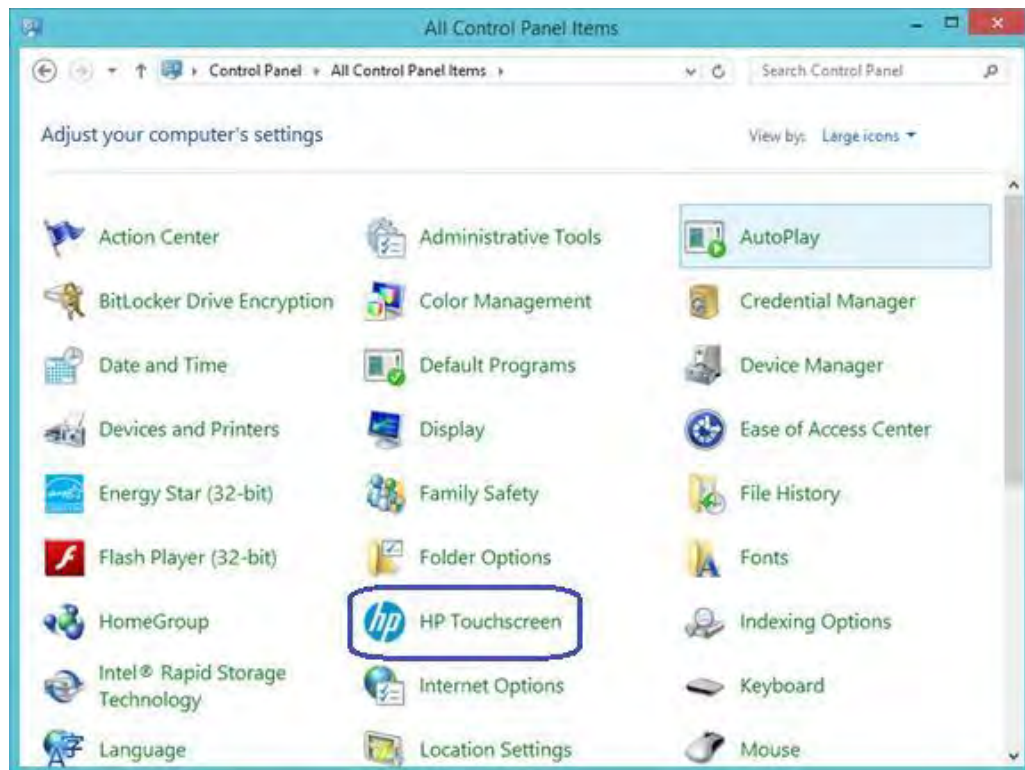 All Control Panel Items
Control Panel All Control Panel Items
Search Control Panel
Adjust your computer's settings
View by: Large icons
Action Center
Administrative Tools
AutoPlay
BitLocker Drive Encryption
Color Management
Credential Manager
Date and Time
Default Programs
Device Manager
Devices and Printers
Display
Ease of Access Center
Energy Star (32-bit)
Family Safety
File History
Flash Player (32-bit)
Folder Options
Fonts
HomeGroup
hp
HP Touchscreen
Indexing Options
Intel® Rapid Storage
Technology
Internet Options
Keyboard
Language
Location Settings
Mouse